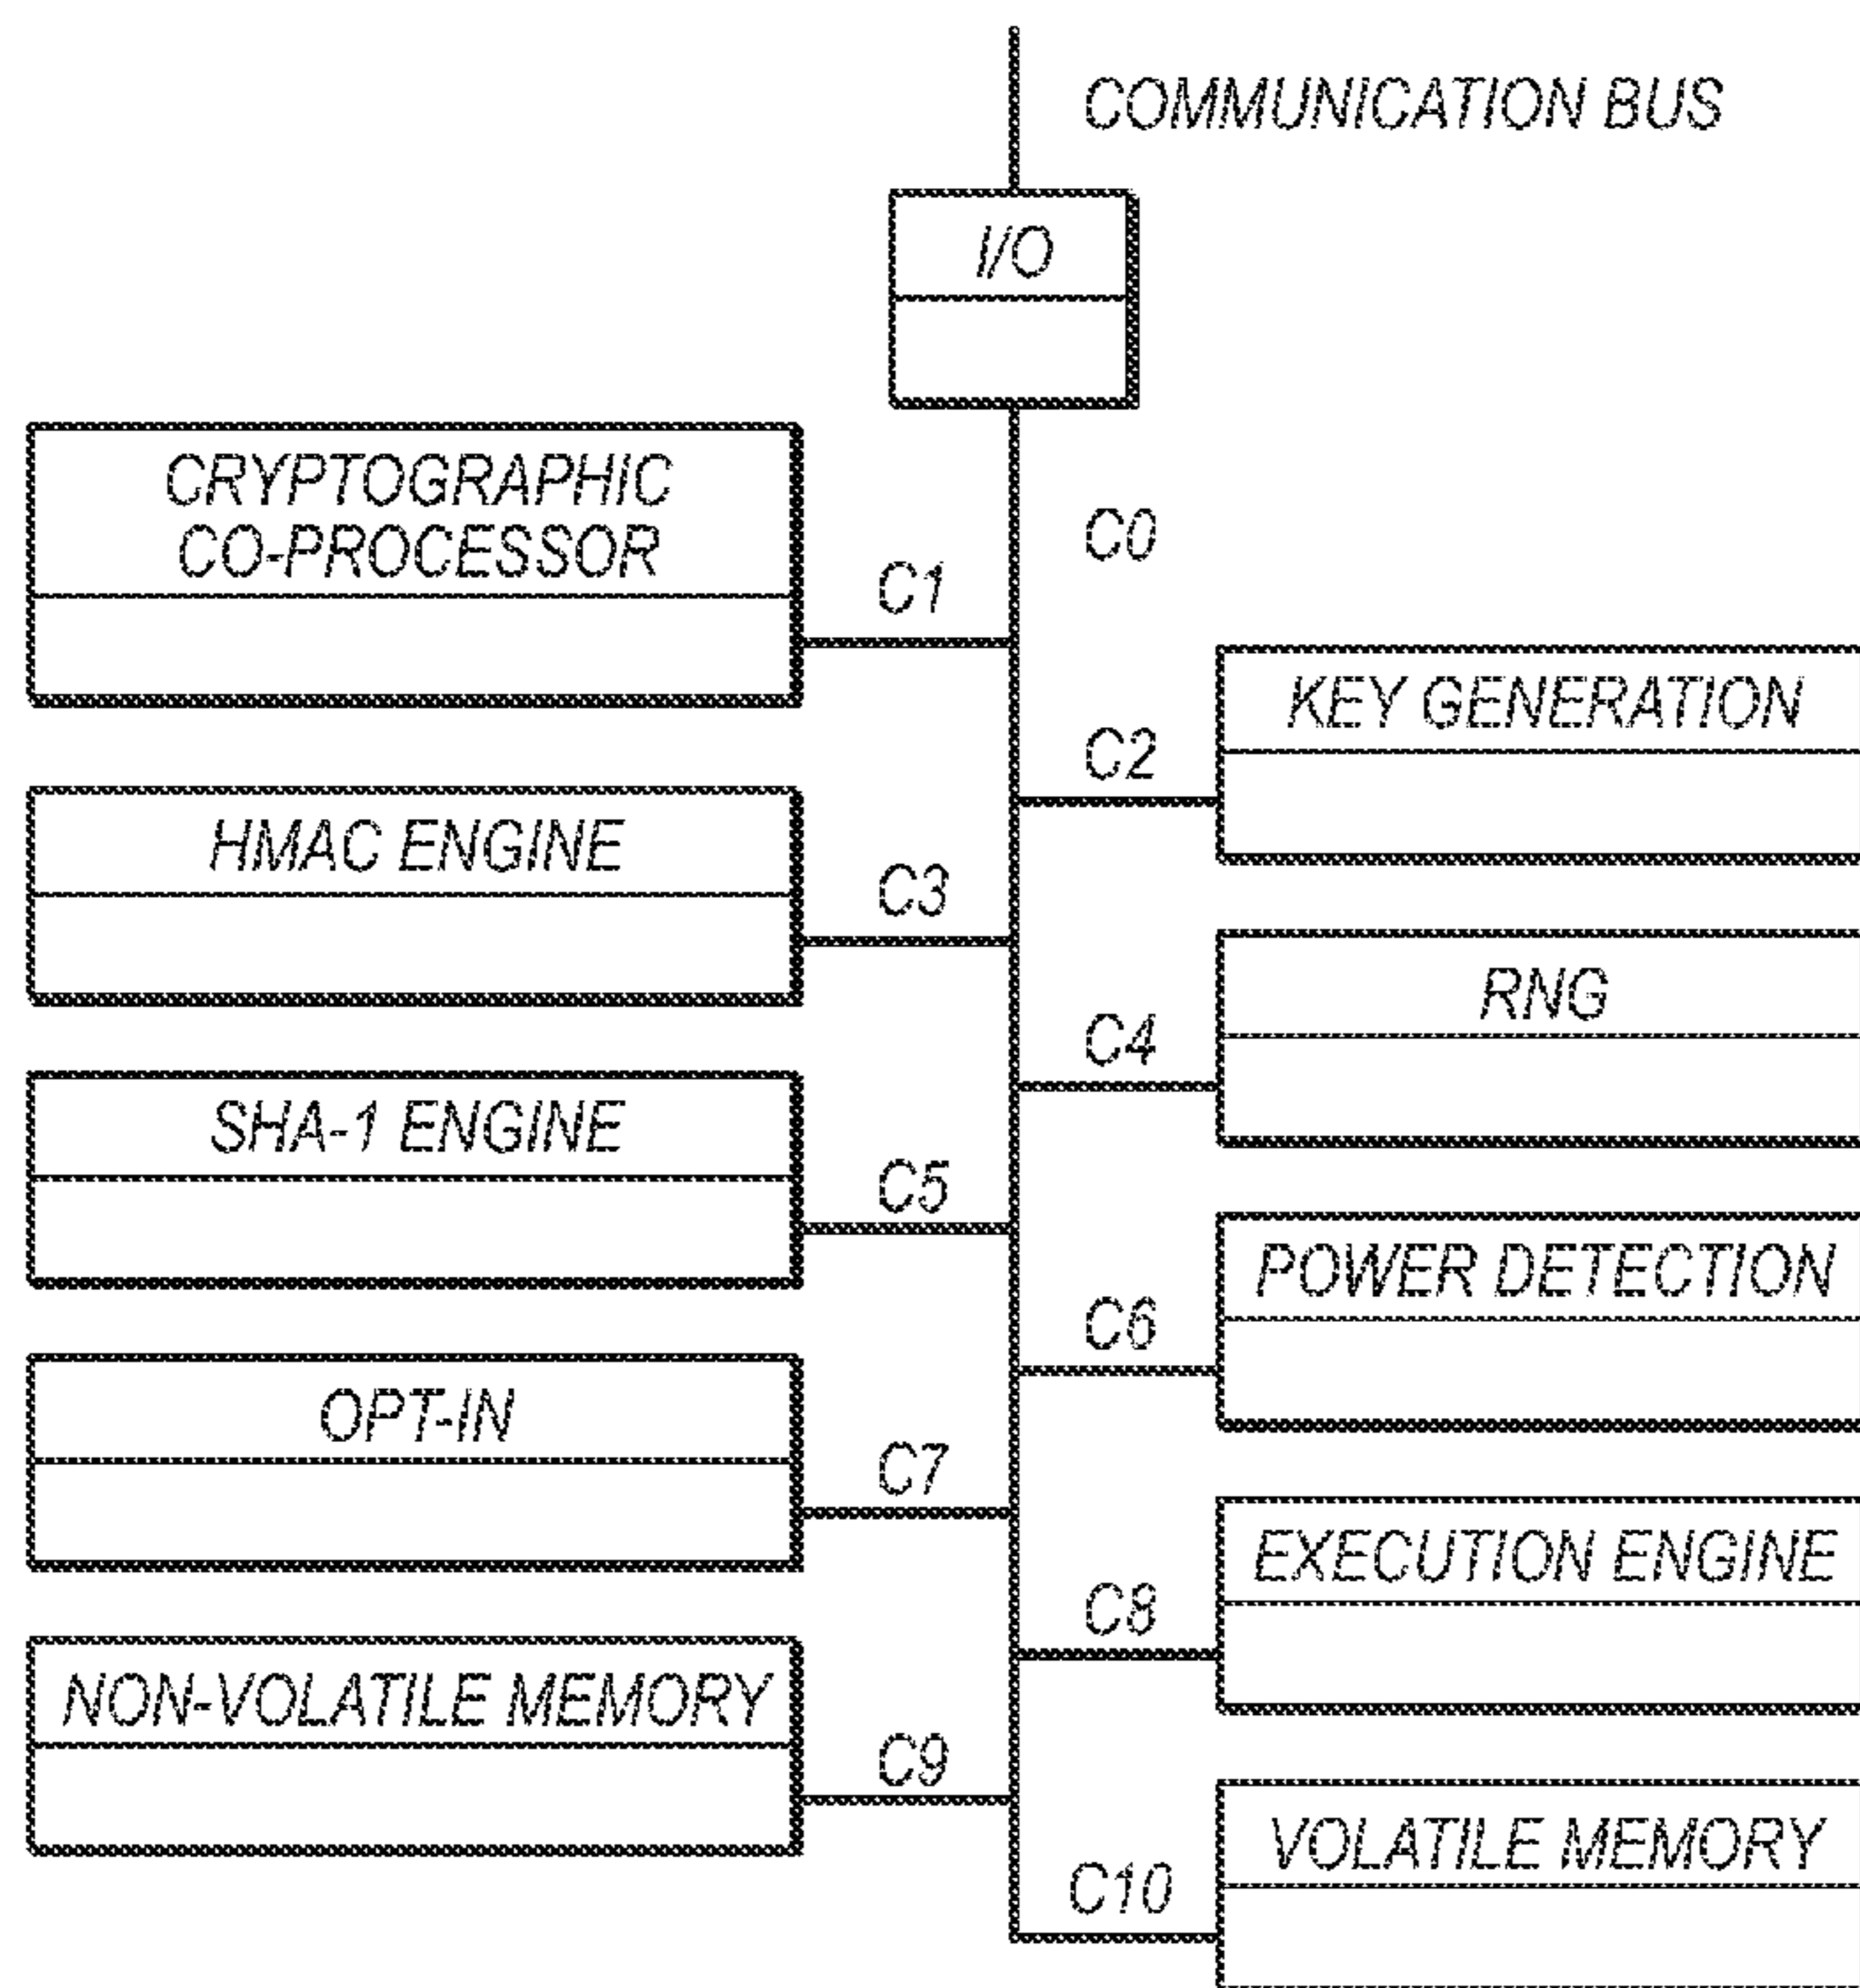 COMMUNICATION BUS
I/O
C0
CRYPTOGRAPHIC
CO-PROCESSOR
C1
KEY GENERATION
C2
HMAC ENGINE
C3
RNG
C4
SHA-1 ENGINE
C5
POWER DETECTION
C6
OPT-IN
C7
EXECUTION ENGINE
C8
NON-VOLATILE MEMORY
C9
VOLATILE MEMORY
C10